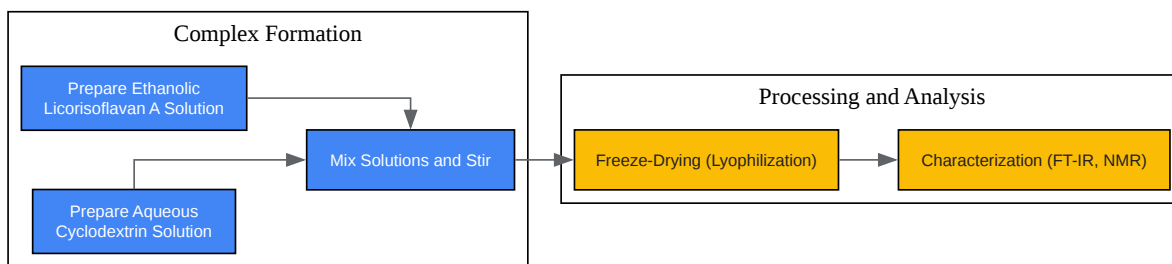 Complex Formation
Prepare Ethanolic
Licorisoflavan A Solution
Mix Solutions and Stir
Prepare Aqueous
Cyclodextrin Solution
Processing and Analysis
Freeze-Drying (Lyophilization)
Characterization (FT-IR, NMR)